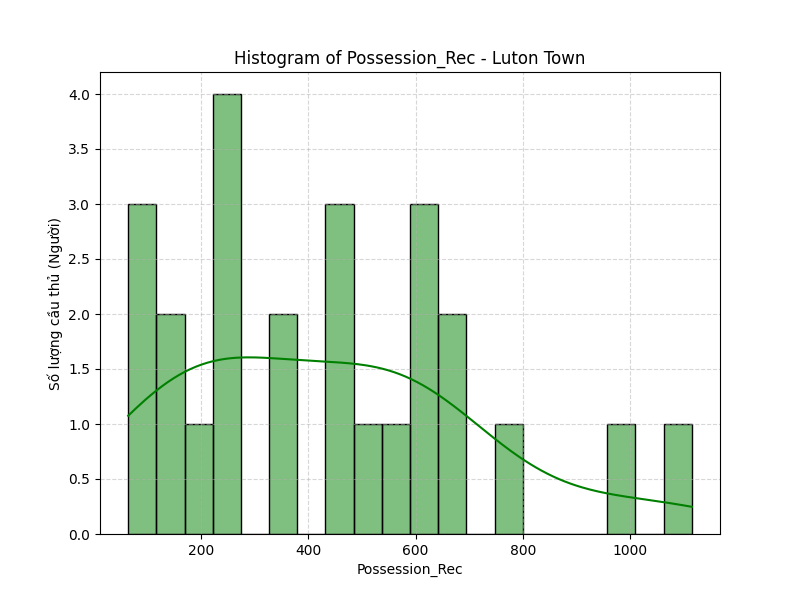 Histogram of Possession_Rec - Luton Town
Số lượng cầu thủ (Người)
4.0
3.5
3.0
2.5
2.0
1.5
1.0
0.5
0.0
200 400 600 800 1000
Possession_Rec